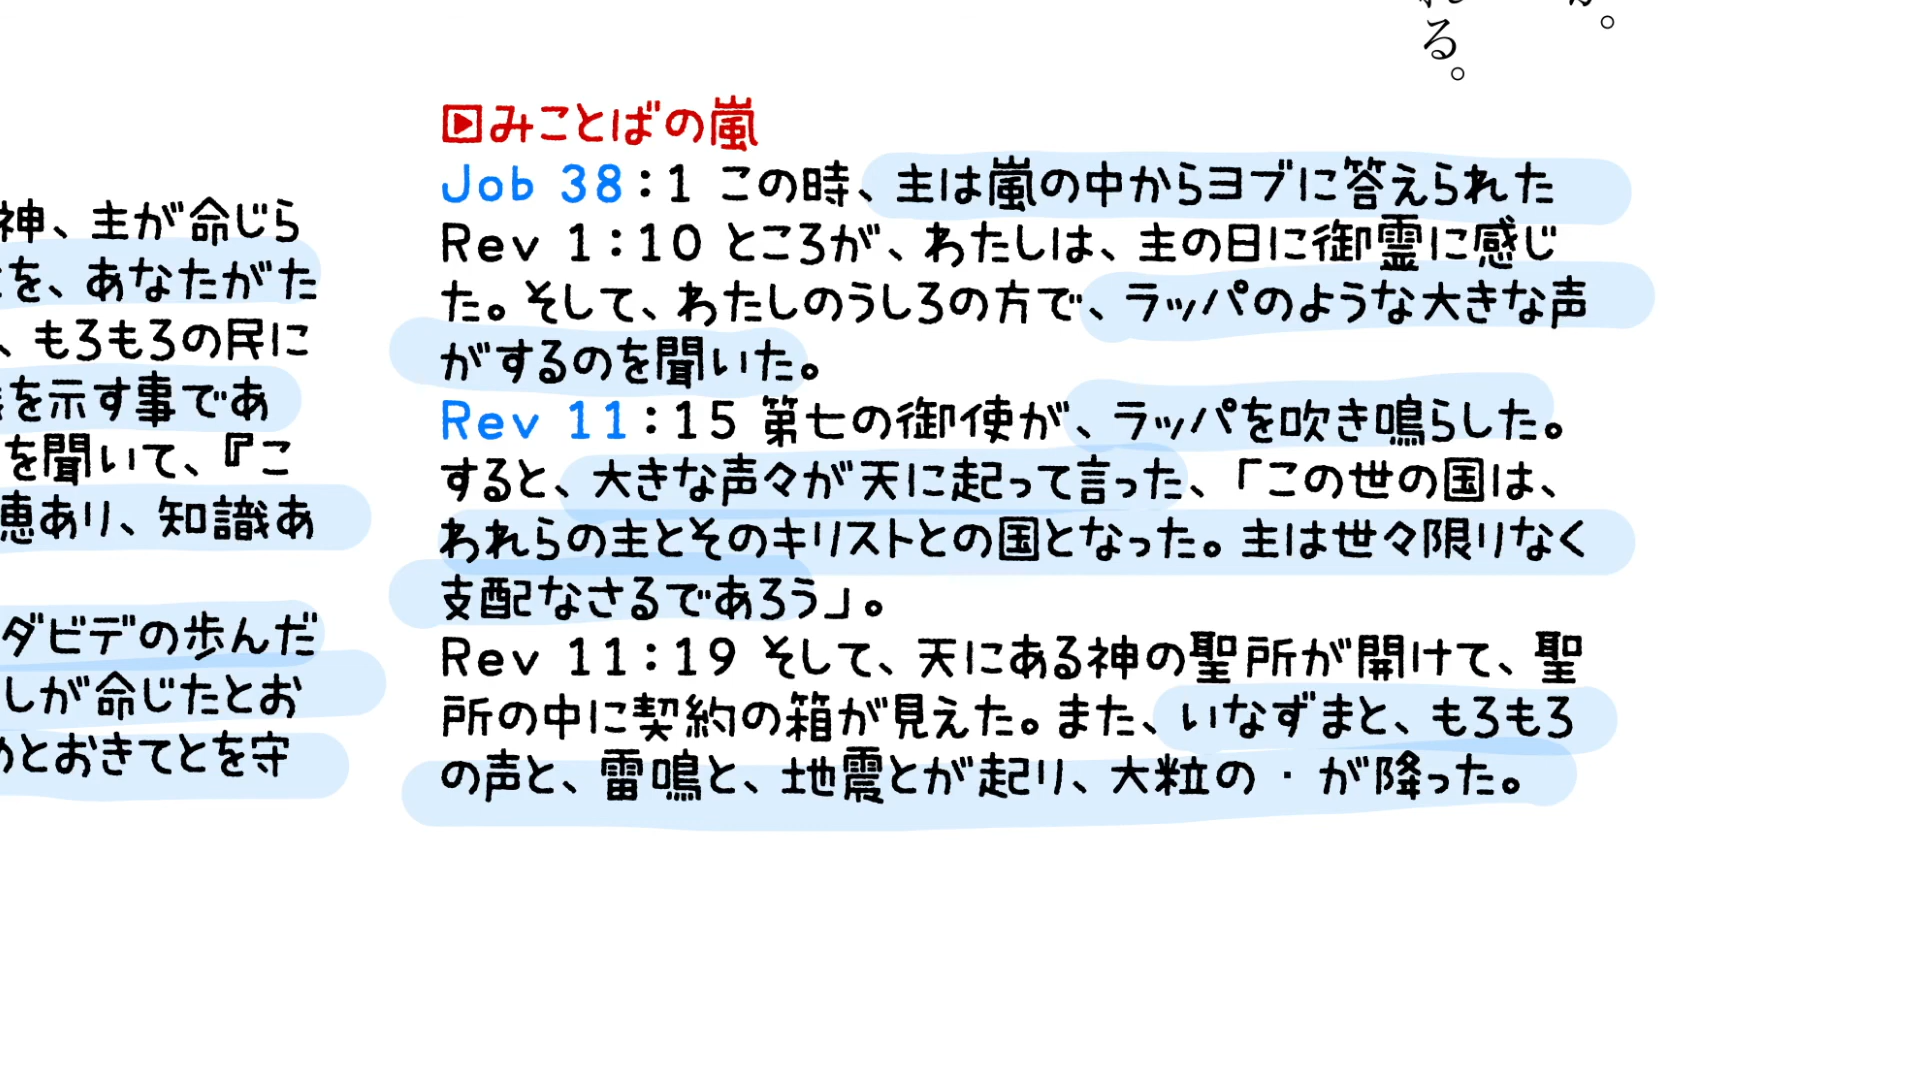 れる。
。
神、主が命じら
を、あなたがた
、もろもろの民に
を示す事であ
を聞いて、『こ
恵あり、知識あ
ダビデの歩んだ
しが命じたとお
めとおきてとを守
▶みことばの嵐
Job 38:1 この時、主は嵐の中からヨブに答えられた
Rev 1:10 ところが、わたしは、主の日に御霊に感じ
た。そして、わたしのうしろの方で、ラッパのような大きな声
がするのを聞いた。
Rev 11:15 第七の御使が、ラッパを吹き鳴らした。
すると、大きな声々が天に起って言った、「この世の国は、
われらの主とそのキリストとの国となった。主は世々限りなく
支配なさるであろう」。
Rev 11:19 そして、天にある神の聖所が開けて、聖
所の中に契約の箱が見えた。また、いなずまと、もろもろ
の声と、雷鳴と、地震とが起り、大粒の・が降った。